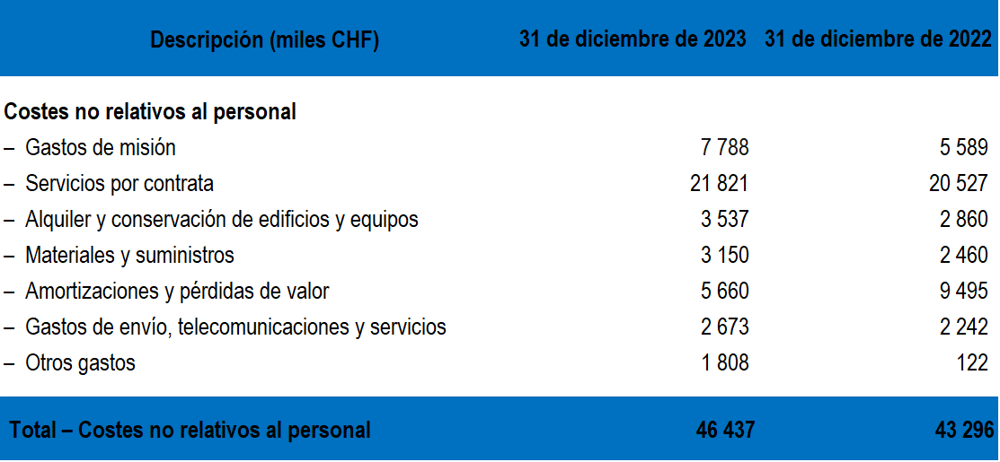 Descripción (miles CHF) 31 de diciembre de 2023 31 de diciembre de 2022
Costes no relativos al personal
– Gastos de misión 7 788 5 589
– Servicios por contrata 21 821 20 527
– Alquiler y conservación de edificios y equipos 3 537 2 860
– Materiales y suministros 3 150 2 460
– Amortizaciones y pérdidas de valor 5 660 9 495
– Gastos de envío, telecomunicaciones y servicios 2 673 2 242
– Otros gastos 1 808 122
Total – Costes no relativos al personal 46 437 43 296